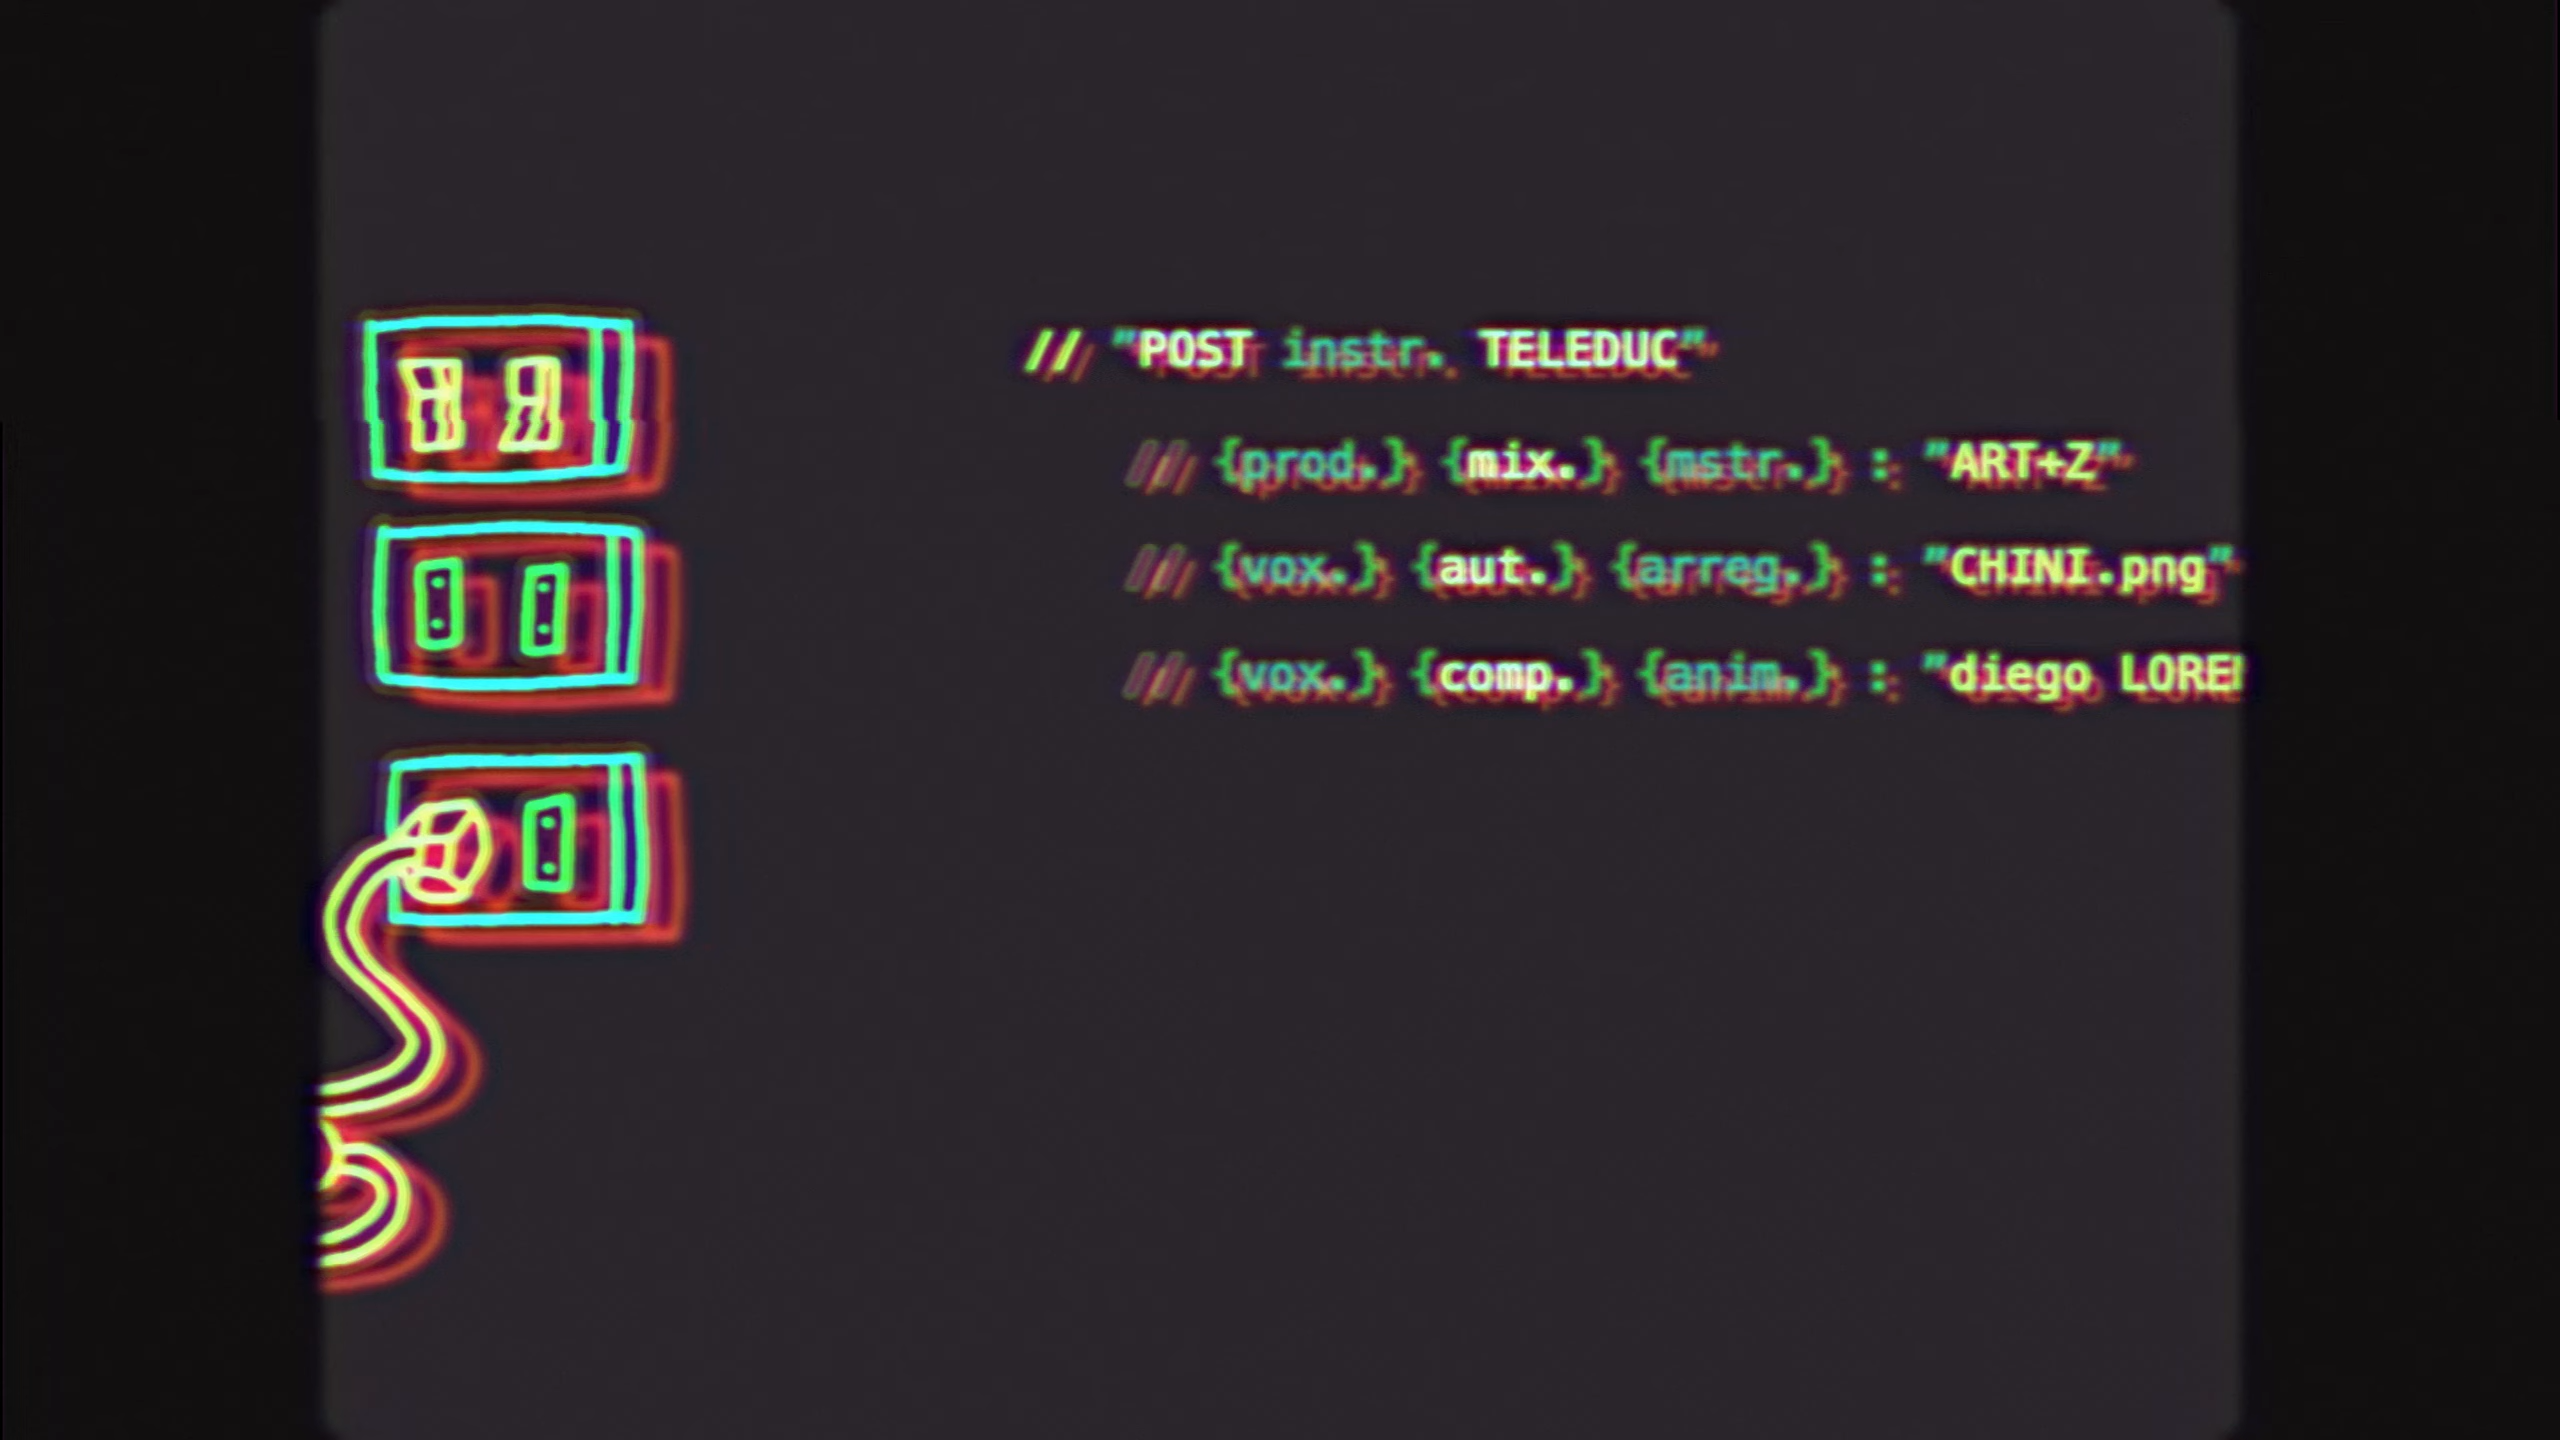 // "POST instr. TELEDUC"
// {prod.} {mix.} {mstr.} : "ART+Z"
// {vox.} {aut.} {arreg.} : "CHINI.png"
// {vox.} {comp.} {anim.} : "diego